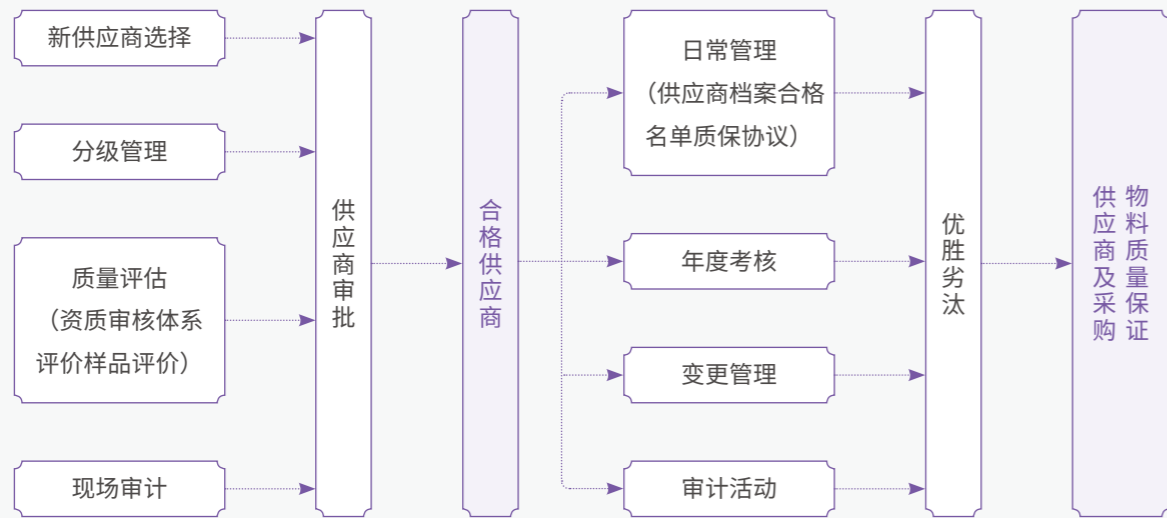 新供应商选择
分级管理
质量评估
（资质审核体系
评价样品评价）
现场审计
供应商审批
合格供应商
日常管理
（供应商档案合格
名单质保协议）
年度考核
变更管理
审计活动
优胜劣汰
供应商及采购
物料质量保证